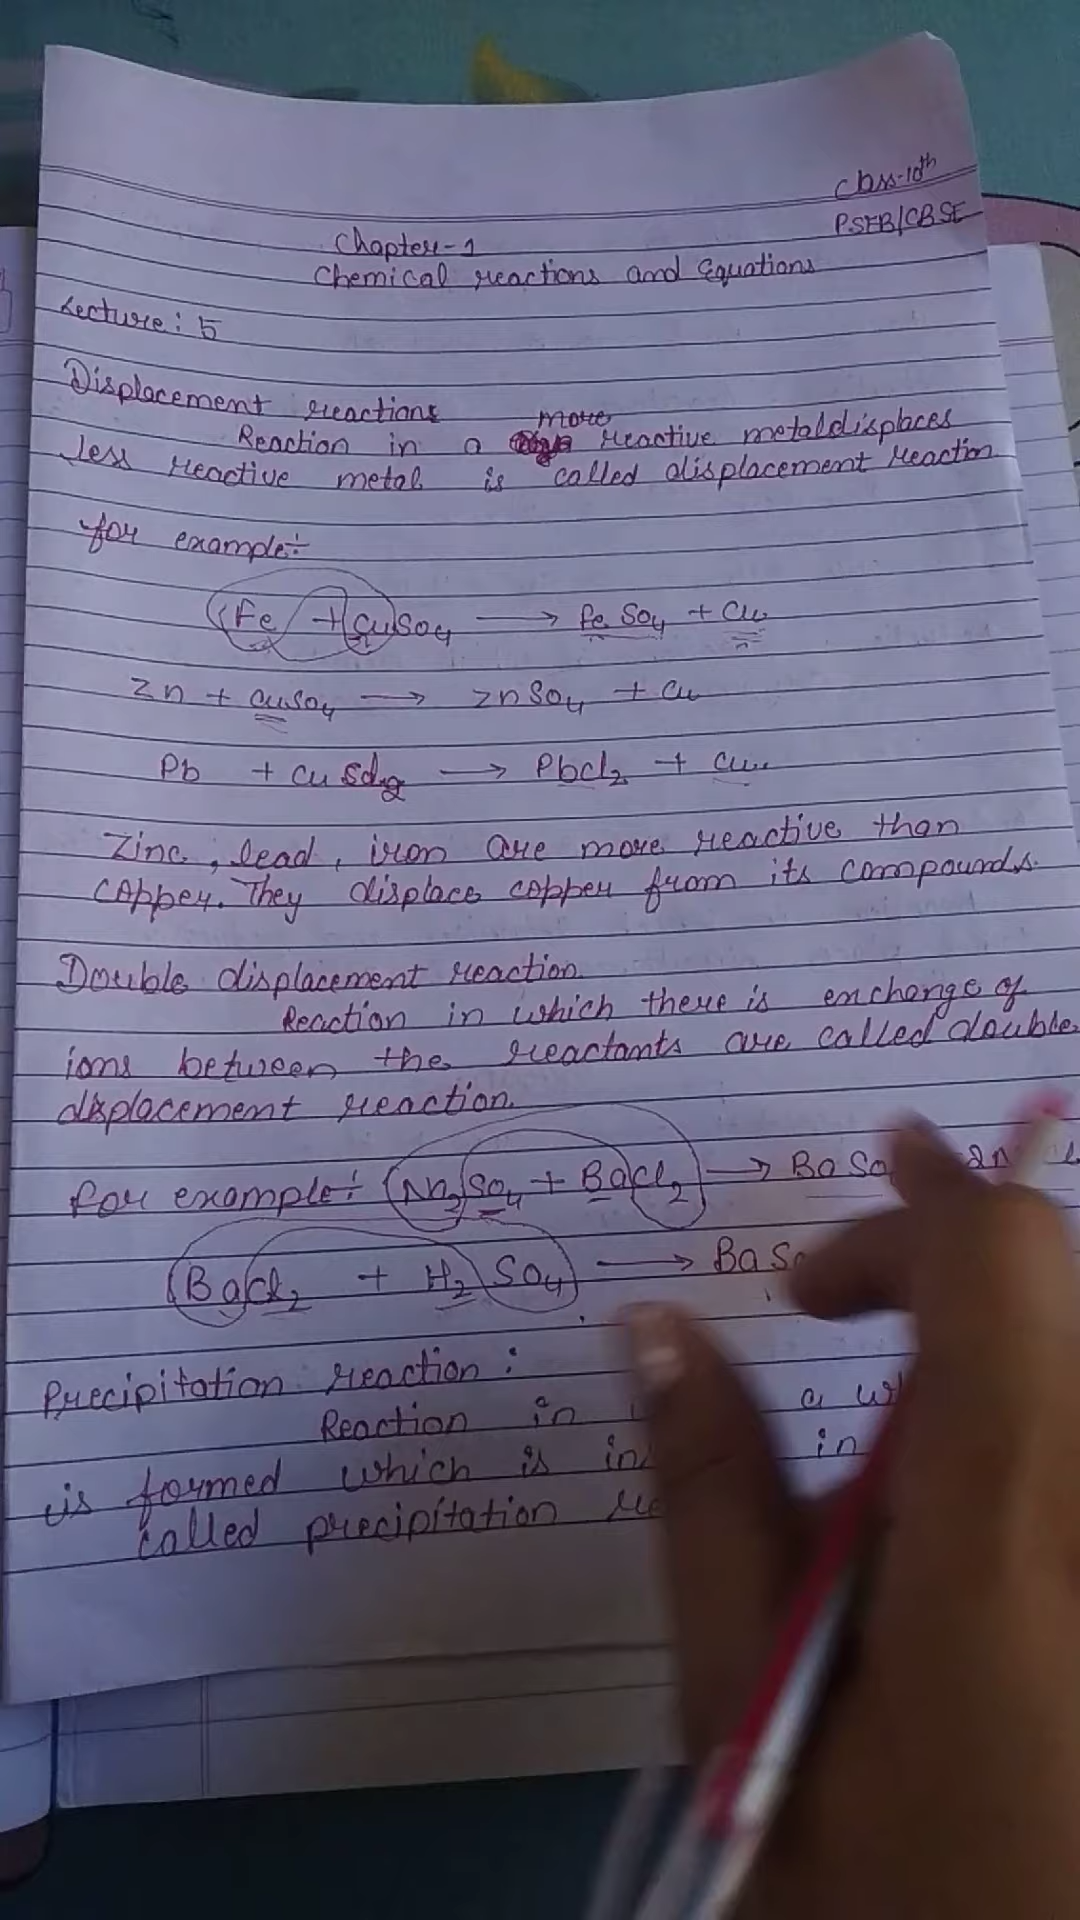 Class-10th
PSEB/CBSE
Chapter-1
Chemical reactions and Equations
Lecture: 5
Displacement reactions
more
Reaction in a reactive metal displaces
less reactive metal is called displacement reaction
for example:
Fe + CuSO4 → FeSO4 + Cu
Zn + CuSO4 → ZnSO4 + Cu
Pb + Cu → PbCl2 + Cu
Zinc, lead, iron are more reactive than
copper. They displace copper from its compounds.
Double displacement reaction
Reaction in which there is enchange of
ions between the reactants are called double
displacement reaction.
for example: Na2SO4 + BaCl2 → BaSO
BaCl2 + H2SO4 → BaSO
Precipitation reaction:
Reaction in a
is formed which is in
called precipitation